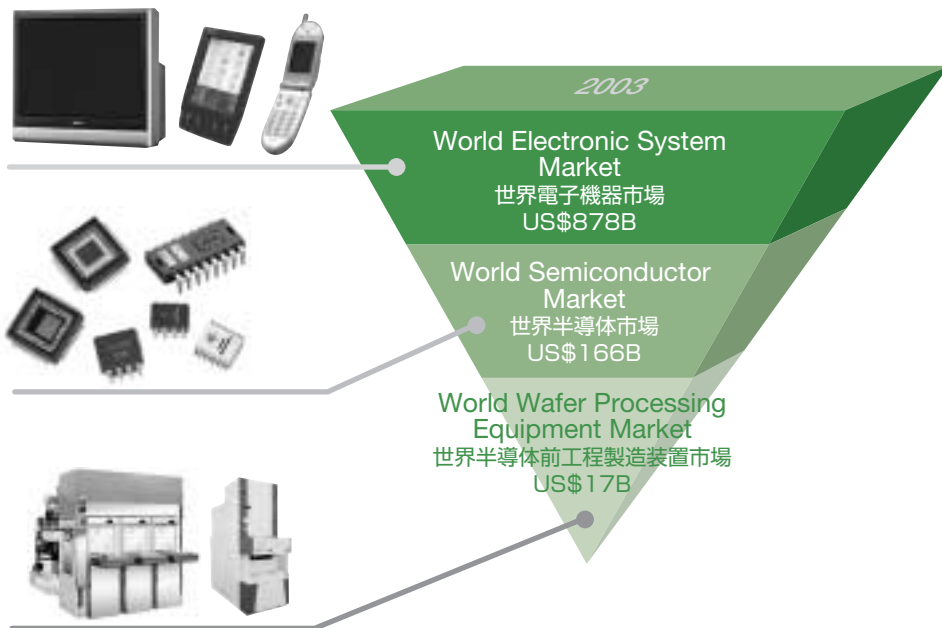 2003
World Electronic System
Market
世界電子機器市場
US$878B
World Semiconductor
Market
世界半導体市場
US$166B
World Wafer Processing
Equipment Market
世界半導体前工程製造装置市場
US$17B